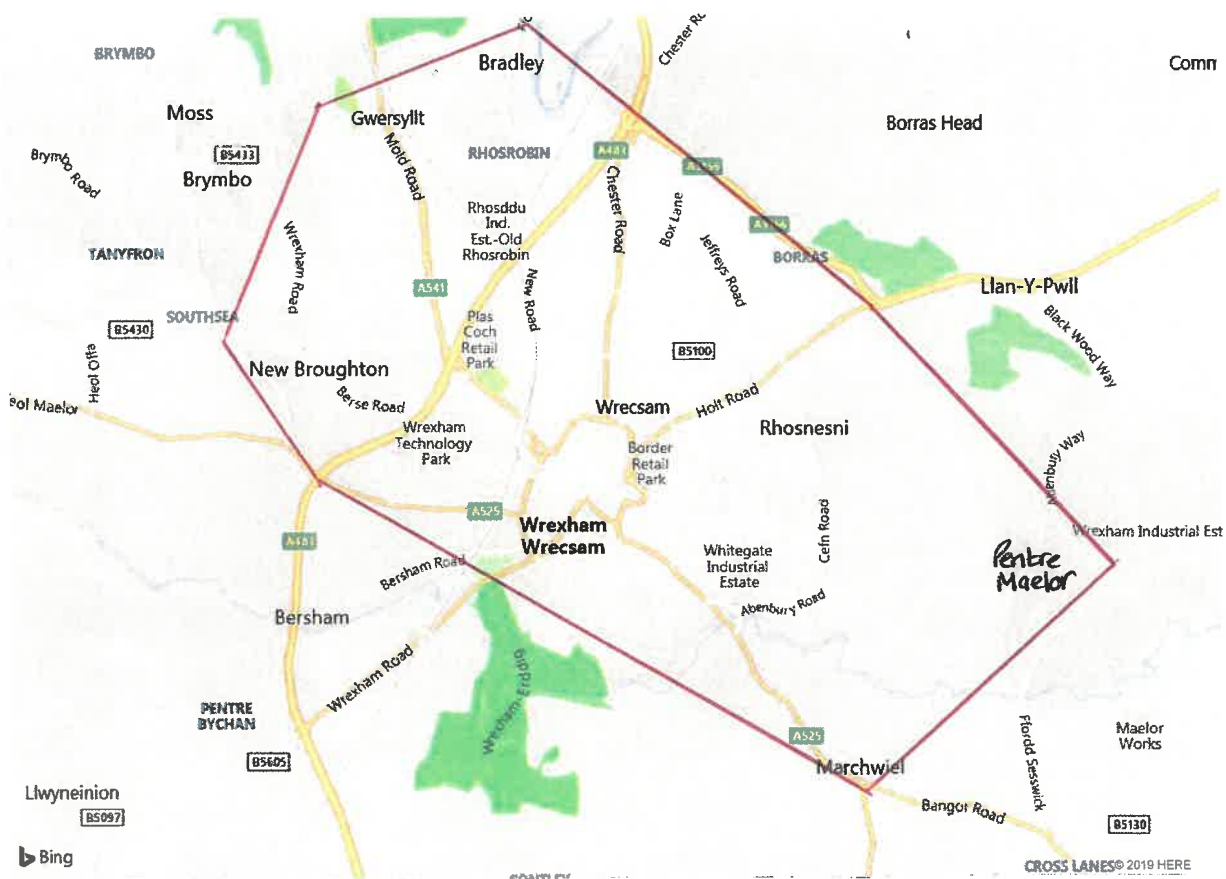 Chester Ro
BRYMBO
Bradley
Comm
Moss
Gwersyllt
Borras Head
B5433
RHOSROBIN
A483
Brymbo Road
Brymbo
Mold Road
Chester Road
Box Lane
Rhosddu
Ind.
Est.-Old
Rhosrobin
Wrexham Road
Jeffreys Road
TANYFRON
BORRAS
A541
New Road
Llan-Y-Pwll
SOUTHSEA
B5430
Plas
Coch
Retail
Park
B5100
Black Wood Way
Heol Offa
New Broughton
Berse Road
Wrecsam
Holt Road
eol Maelor
Rhosnesni
Wrexham
Technology
Park
Border
Retail
Park
Abenbury Way
A525
Wrexham
Wrecsam
Cefn Road
Wrexham Industrial Est
A483
Bersham Road
Whitegate
Industrial
Estate
Pentre
Maelor
Abenbury Road
Bersham
Wrexham Road
Wrexham-Erddig
PENTRE
BYCHAN
Ffordd Sesswick
Maelor
Works
A525
B5605
Marchwiel
Llwyneinion
B5097
Bangor Road
B5130
Bing
CROSS LANES
© 2019 HERE